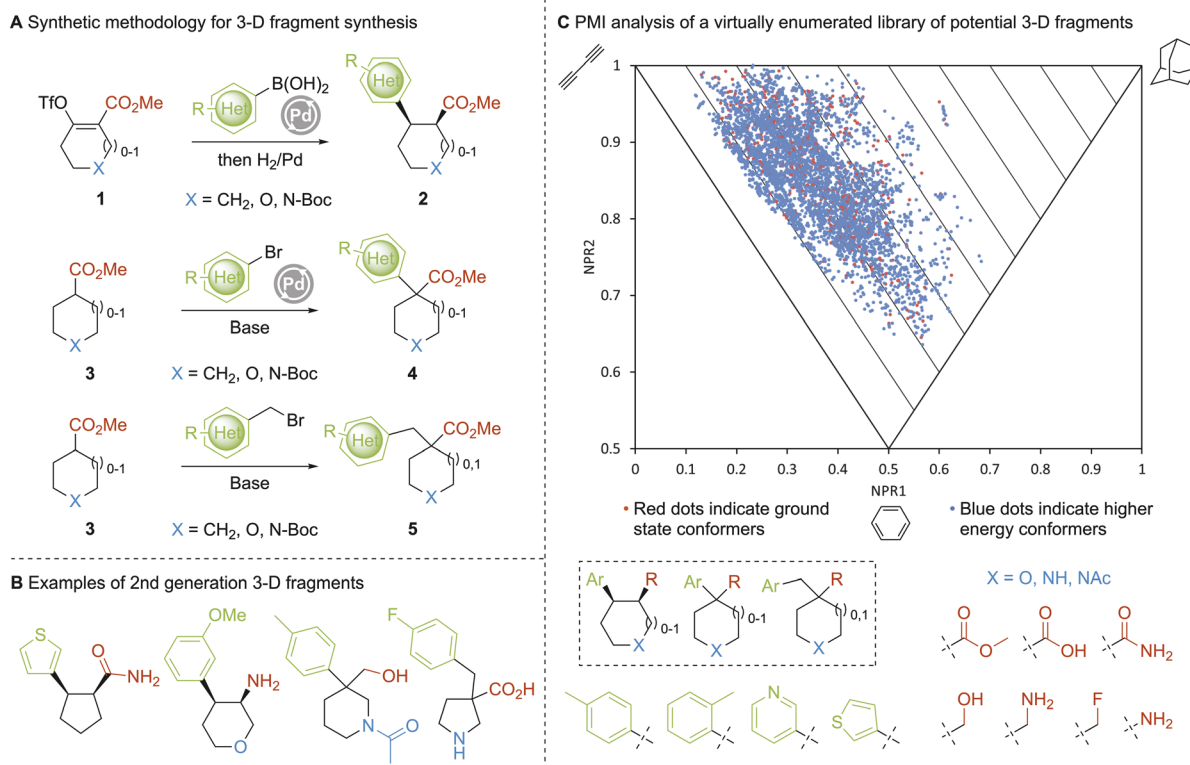 A Synthetic methodology for 3-D fragment synthesis
TfO
CO₂Me
( )0-1
X
1
R
Het
B(OH)₂
Pd
then H₂/Pd
X = CH₂, O, N-Boc
R
Het
CO₂Me
( )0-1
X
2
CO₂Me
( )0-1
X
3
R
Het
Br
Pd
Base
X = CH₂, O, N-Boc
R
Het
CO₂Me
( )0-1
X
4
CO₂Me
( )0-1
X
3
R
Het
Br
Base
X = CH₂, O, N-Boc
R
Het
CO₂Me
( )0,1
X
5
B Examples of 2nd generation 3-D fragments
S
O
NH₂
OMe
NH₂
O
OH
N
O
F
CO₂H
N
H
C PMI analysis of a virtually enumerated library of potential 3-D fragments
1
0.9
0.8
0.7
0.6
0.5
NPR2
0 0.1 0.2 0.3 0.4 0.5 0.6 0.7 0.8 0.9 1
NPR1
Red dots indicate ground
state conformers
Blue dots indicate higher
energy conformers
Ar
R
( )0-1
X
Ar
R
( )0-1
X
Ar
R
( )0,1
X
X = O, NH, NAc
O
O
O
OH
O
NH₂
N
S
OH
NH₂
F
NH₂